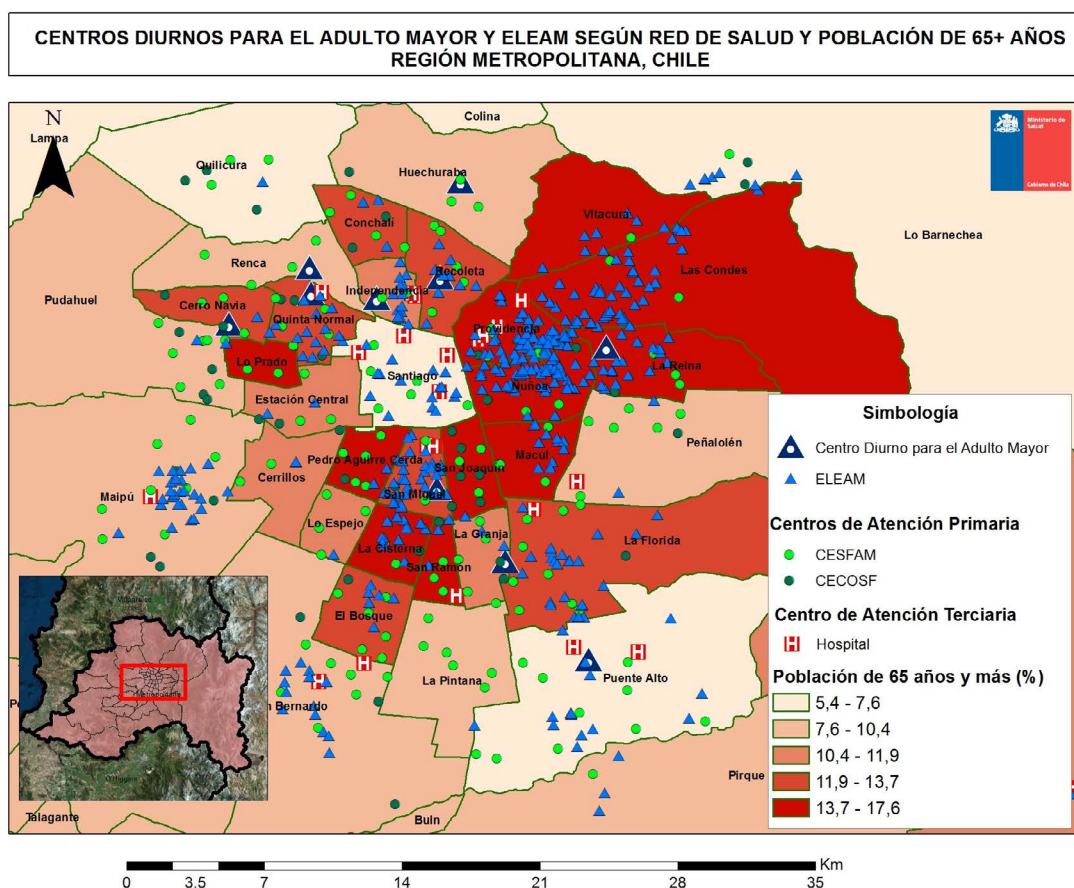 CENTROS DIURNOS PARA EL ADULTO MAYOR Y ELEAM SEGÚN RED DE SALUD Y POBLACIÓN DE 65+ AÑOS
REGIÓN METROPOLITANA, CHILE
N
Lampa
Colina
Quilicura
Huechuraba
Ministerio de
Salud
Gobierno de Chile
Conchalí
Vitacura
Lo Barnechea
Renca
Recoleta
Las Condes
Pudahuel
Independencia
Cerro Navia
Quinta Normal
Providencia
Lo Prado
La Reina
Santiago
Ñuñoa
Estación Central
Peñalolén
Pedro Aguirre Cerda
Macul
San Joaquín
Cerrillos
Maipú
San Miguel
Lo Espejo
La Granja
La Florida
La Cisterna
San Ramón
El Bosque
La Pintana
Puente Alto
n Bernardo
Pirque
Buin
Talagante
Valparaíso
Metropolitana
O'Higgins
Simbología
Centro Diurno para el Adulto Mayor
ELEAM
Centros de Atención Primaria
CESFAM
CECOSF
Centro de Atención Terciaria
Hospital
Población de 65 años y más (%)
5,4 - 7,6
7,6 - 10,4
10,4 - 11,9
11,9 - 13,7
13,7 - 17,6
Km
0 3.5 7 14 21 28 35